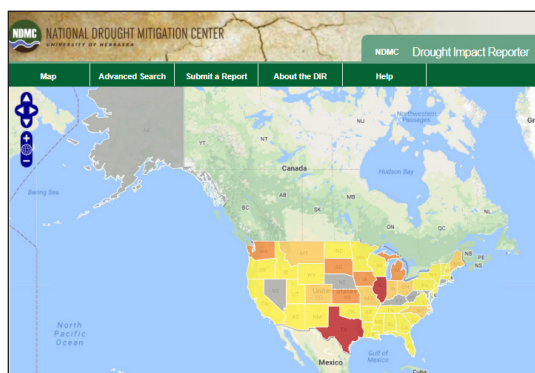 NDMC
NATIONAL DROUGHT MITIGATION CENTER
UNIVERSITY OF NEBRASKA
NDMC Drought Impact Reporter
Map Advanced Search Submit a Report About the DIR Help
Northwestern
Passages
Gr
NU
YT
NT
Canada
Hudson Bay
Bering Sea
BC
AB
SK
MB
ON
QC
NL
NB
PE
NS
United States
North
Pacific
Ocean
Gulf of
Mexico
Mexico
Cuba